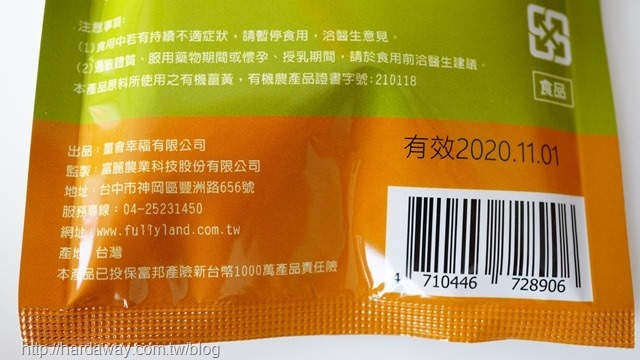 注意事項:
(1)食用中若有持續不適症狀,請暫停食用,洽醫生意見。
(2)過敏體質、服用藥物期間或懷孕、授乳期間,請於食用前洽醫生建議。
本產品原料所使用之有機薑黃,有機農產品證書字號:210118
食品
出品:富會幸福有限公司
監製:富麗農業科技股份有限公司
地址:台中市神岡區豐洲路656號
服務專線:04-25231450
網址:www.fullyland.com.tw
產地:台灣
本產品已投保富邦產險新台幣1000萬產品責任險
有效2020.11.01
4 710446 728906
http://hardaway.com.tw/blog